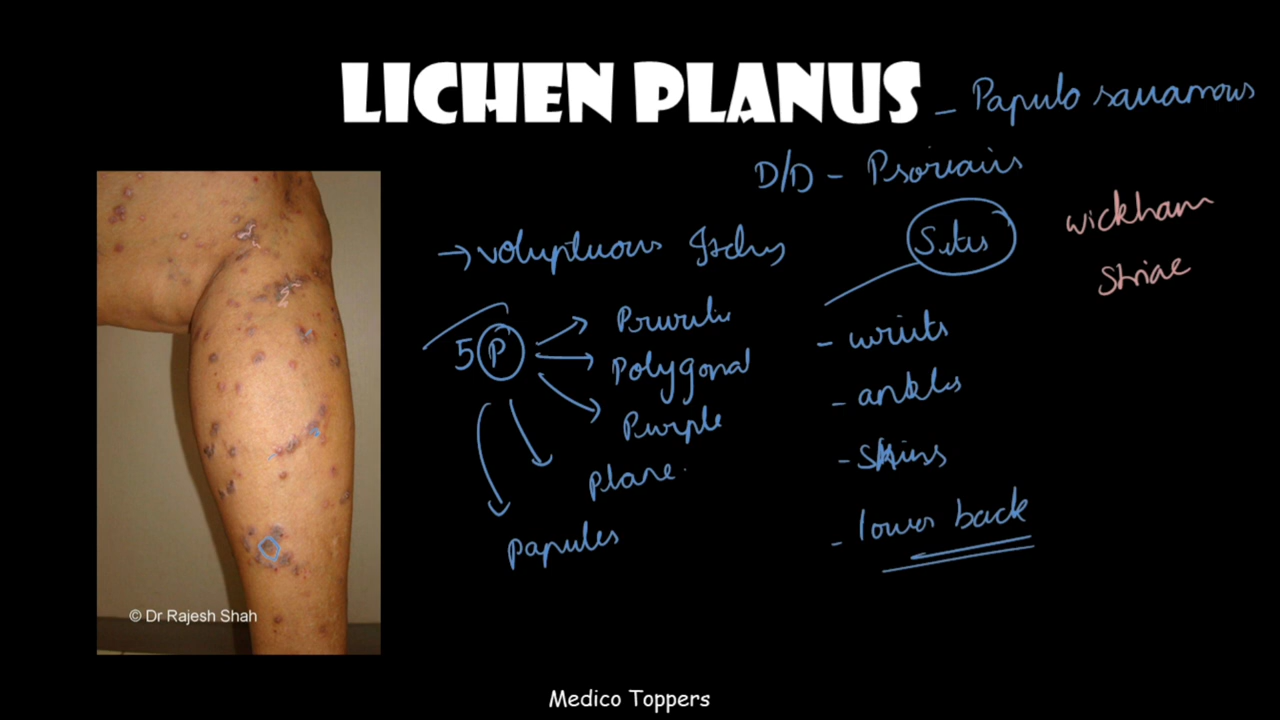 LICHEN PLANUS - Papulo squamous
D/D - Psoriasis
→ voluptuous Itching
Sites
wickham
Striae
5 P
Pruritic
Polygonal
Purple
Plane
Papules
- wrists
- ankles
- Shins
- lower back
© Dr Rajesh Shah
Medico Toppers